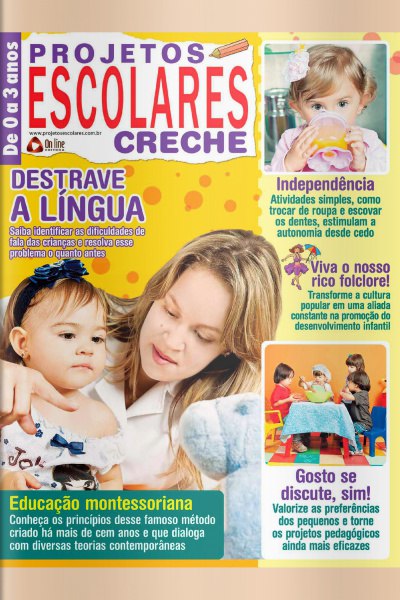 De 0 a 3 anos
PROJETOS
ESCOLARES
CRECHE
www.projetosescolares.com.br
On line
EDITORA
DESTRAVE
A LÍNGUA
Saiba identificar as dificuldades de
fala das crianças e resolva esse
problema o quanto antes
Independência
Atividades simples, como
trocar de roupa e escovar
os dentes, estimulam a
autonomia desde cedo
Viva o nosso
rico folclore!
Transforme a cultura
popular em uma aliada
constante na promoção do
desenvolvimento infantil
Gosto se
discute, sim!
Valorize as preferências
dos pequenos e torne
os projetos pedagógicos
ainda mais eficazes
Educação montessoriana
Conheça os princípios desse famoso método
criado há mais de cem anos e que dialoga
com diversas teorias contemporâneas